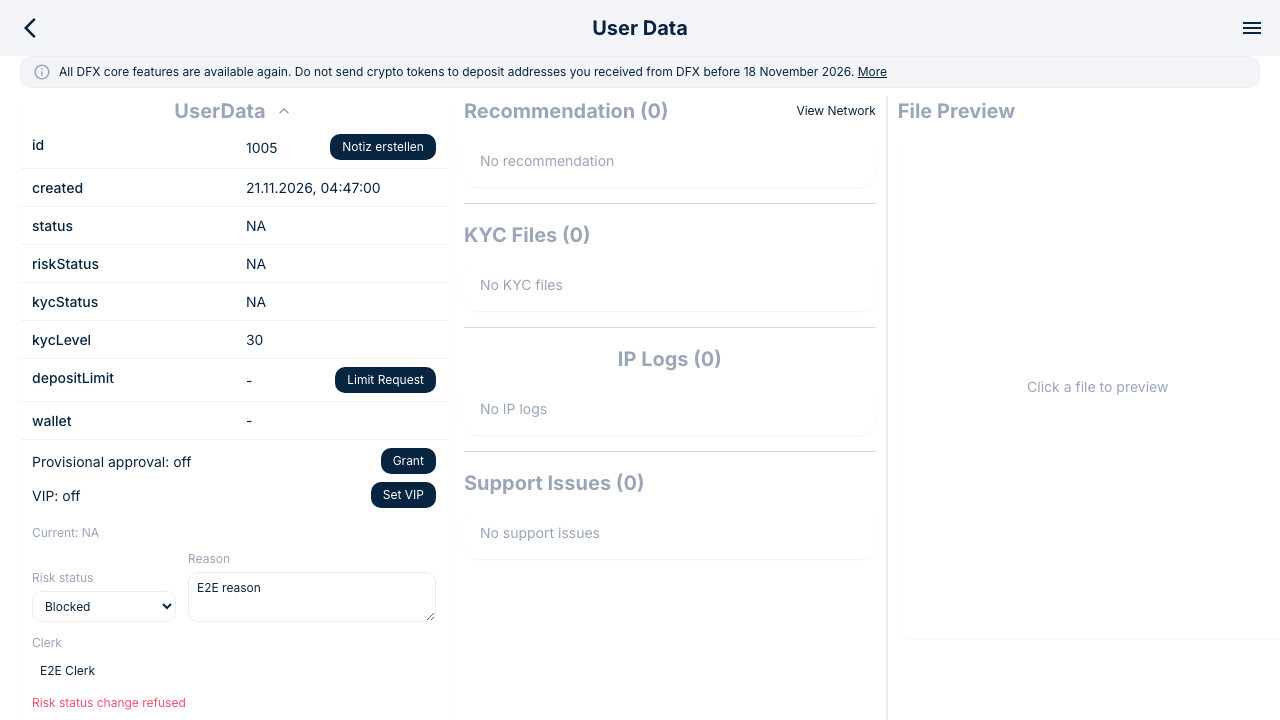 User Data
All DFX core features are available again. Do not send crypto tokens to deposit addresses you received from DFX before 18 November 2026. More
UserData
id 1005 Notiz erstellen
created 21.11.2026, 04:47:00
status NA
riskStatus NA
kycStatus NA
kycLevel 30
depositLimit - Limit Request
wallet -
Provisional approval: off Grant
VIP: off Set VIP
Current: NA
Risk status
Blocked
Reason
E2E reason
Clerk
E2E Clerk
Risk status change refused
Recommendation (0) View Network
No recommendation
KYC Files (0)
No KYC files
IP Logs (0)
No IP logs
Support Issues (0)
No support issues
File Preview
Click a file to preview